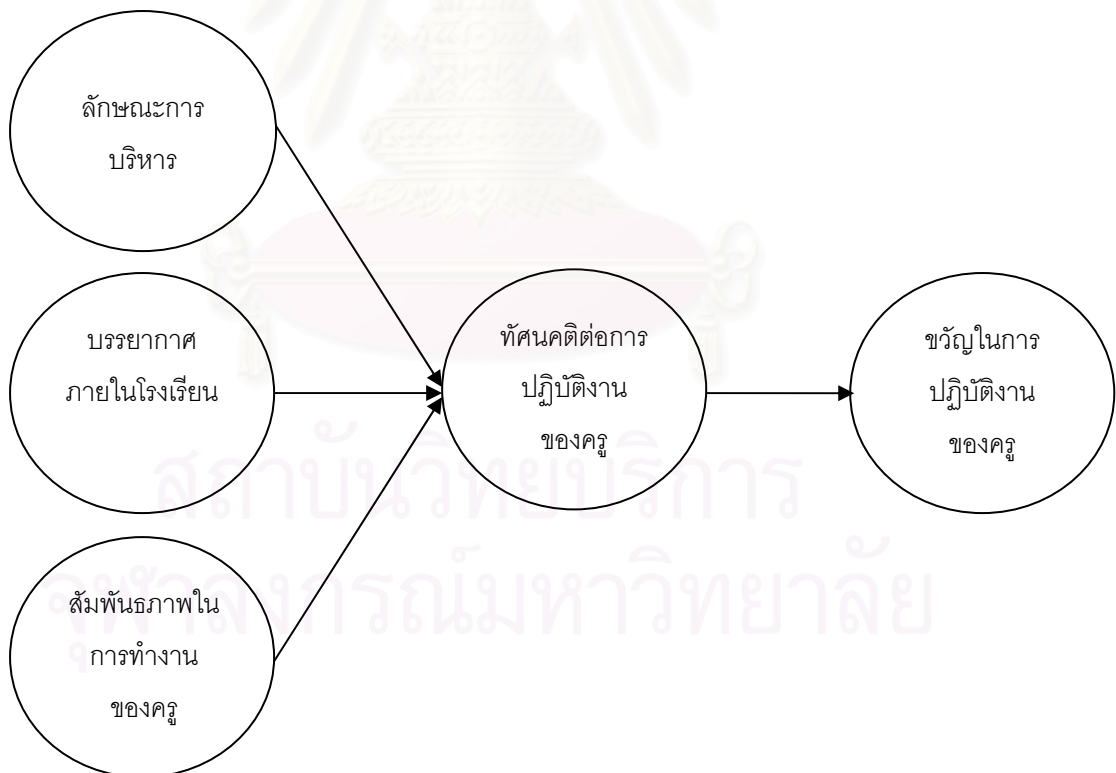 ลักษณะการ
บริหาร
บรรยากาศ
ภายในโรงเรียน
สัมพันธภาพใน
การทำงาน
ของครู
ทัศนคติต่อการ
ปฏิบัติงาน
ของครู
ขวัญในการ
ปฏิบัติงาน
ของครู
สถาบันวิทยบริการ
จุฬาลงกรณ์มหาวิทยาลัย